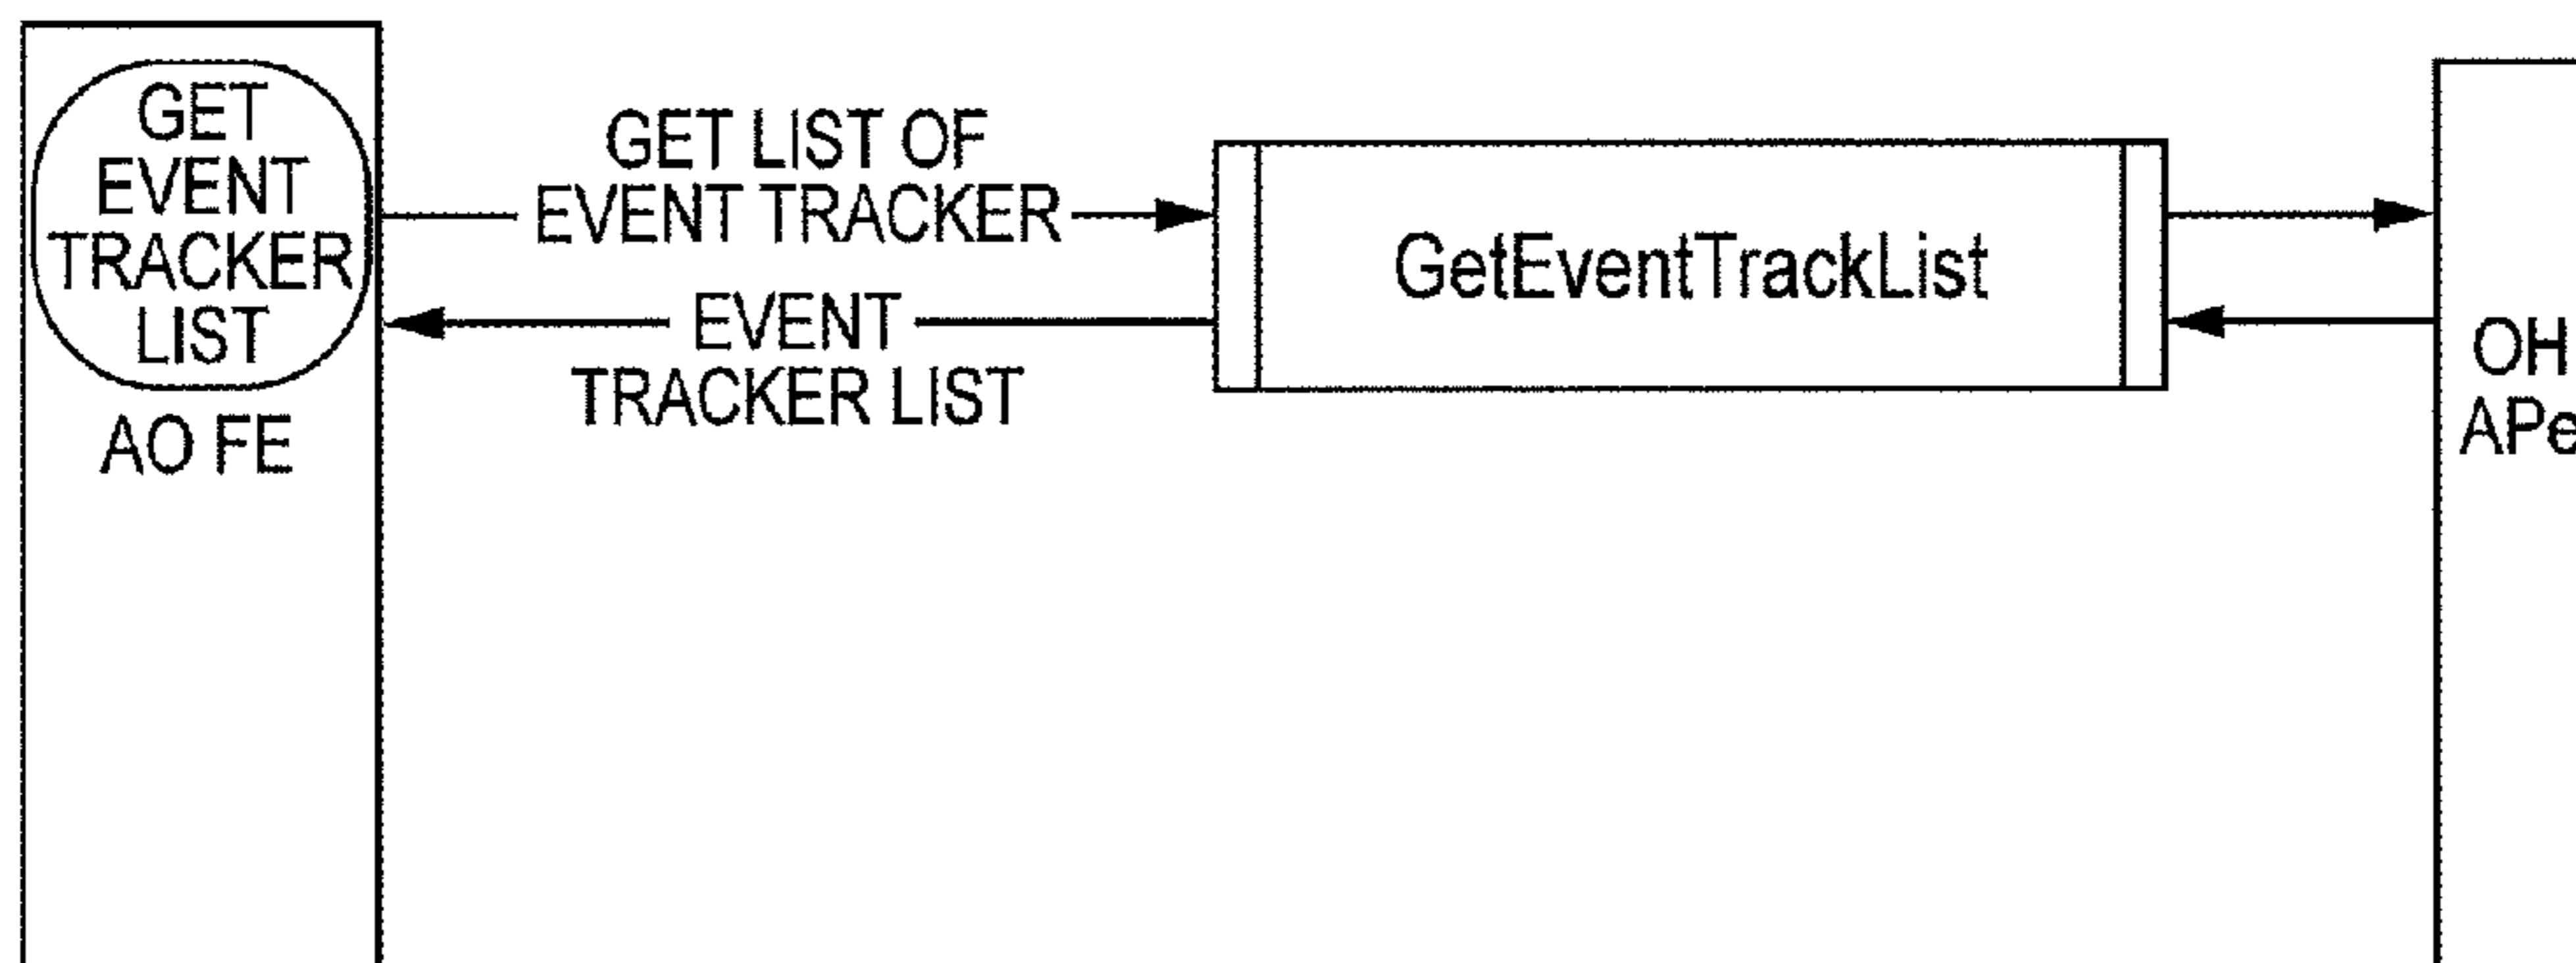 GET
EVENT
TRACKER
LIST
AO FE
GET LIST OF
EVENT TRACKER
EVENT
TRACKER LIST
GetEventTrackList
OH